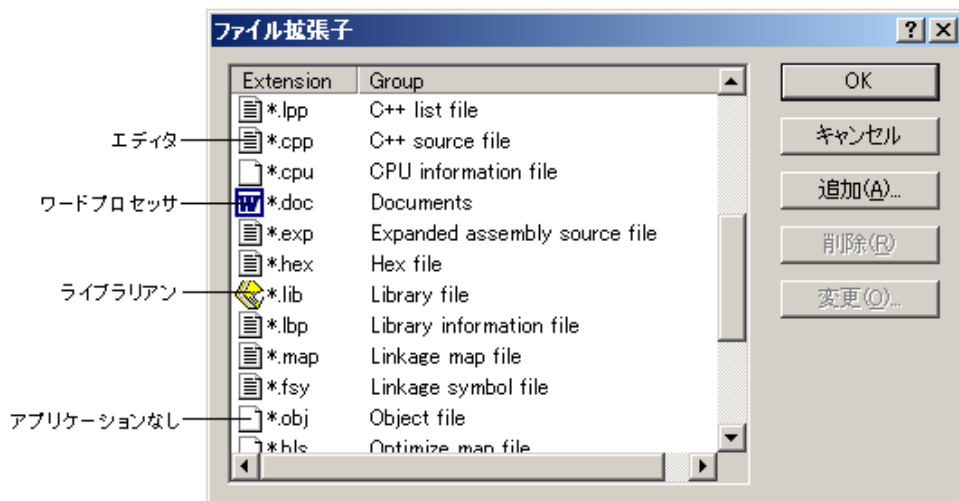 ファイル拡張子
Extension Group
*.lpp C++ list file
エディタ *.cpp C++ source file
*.cpu CPU information file
ワードプロセッサ *.doc Documents
*.exp Expanded assembly source file
*.hex Hex file
ライブラリアン *.lib Library file
*.lbp Library information file
*.map Linkage map file
*.fsy Linkage symbol file
アプリケーションなし *.obj Object file
*.bls Optimize map file
OK
キャンセル
追加(A)...
削除(R)
変更(O)...